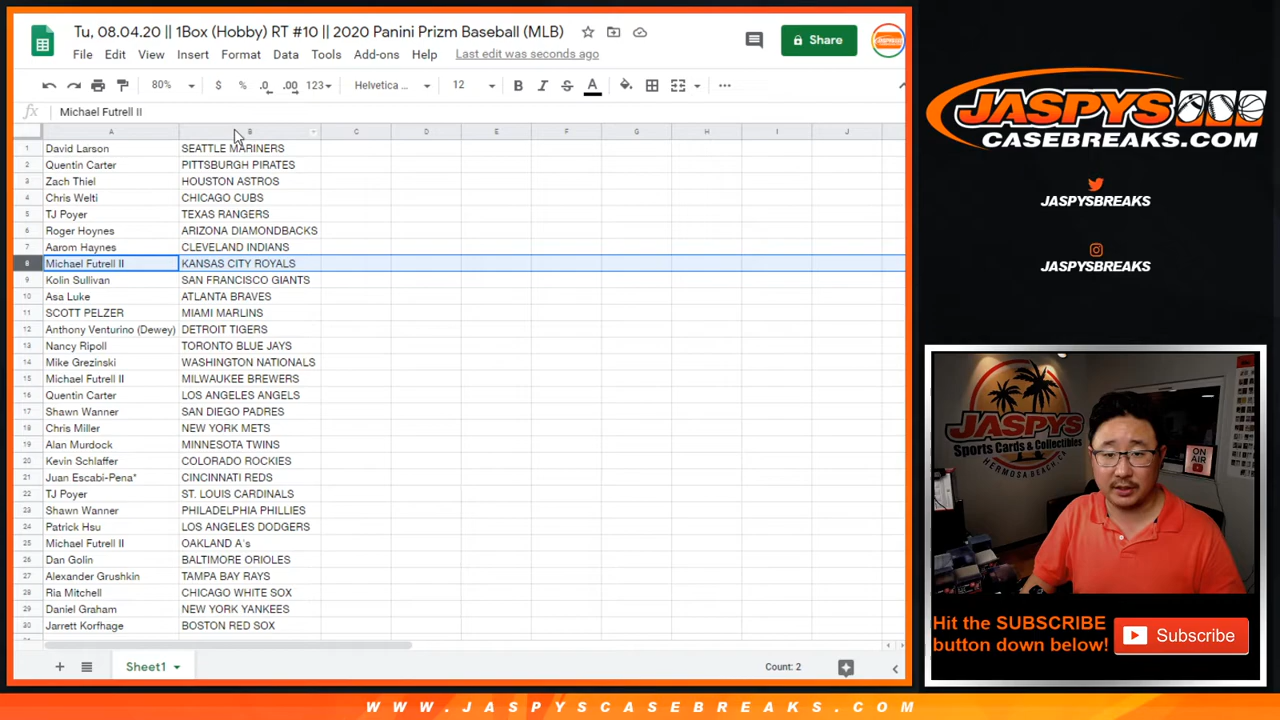 Tu, 08.04.20 || 1Box (Hobby) RT #10 || 2020 Panini Prizm Baseball (MLB)
File Edit View Insert Format Data Tools Add-ons Help Last edit was seconds ago
Share
80% $ % .0 .00 123 Helvetica ... 12 B I S A
fx Michael Futrell II
A B C D E F G H I J
1 David Larson SEATTLE MARINERS
2 Quentin Carter PITTSBURGH PIRATES
3 Zach Thiel HOUSTON ASTROS
4 Chris Welti CHICAGO CUBS
5 TJ Poyer TEXAS RANGERS
6 Roger Hoynes ARIZONA DIAMONDBACKS
7 Aarom Haynes CLEVELAND INDIANS
8 Michael Futrell II KANSAS CITY ROYALS
9 Kolin Sullivan SAN FRANCISCO GIANTS
10 Asa Luke ATLANTA BRAVES
11 SCOTT PELZER MIAMI MARLINS
12 Anthony Venturino (Dewey) DETROIT TIGERS
13 Nancy Ripoll TORONTO BLUE JAYS
14 Mike Grezinski WASHINGTON NATIONALS
15 Michael Futrell II MILWAUKEE BREWERS
16 Quentin Carter LOS ANGELES ANGELS
17 Shawn Wanner SAN DIEGO PADRES
18 Chris Miller NEW YORK METS
19 Alan Murdock MINNESOTA TWINS
20 Kevin Schlaffer COLORADO ROCKIES
21 Juan Escabi-Pena* CINCINNATI REDS
22 TJ Poyer ST. LOUIS CARDINALS
23 Shawn Wanner PHILADELPHIA PHILLIES
24 Patrick Hsu LOS ANGELES DODGERS
25 Michael Futrell II OAKLAND A's
26 Dan Golin BALTIMORE ORIOLES
27 Alexander Grushkin TAMPA BAY RAYS
28 Ria Mitchell CHICAGO WHITE SOX
29 Daniel Graham NEW YORK YANKEES
30 Jarrett Korfhage BOSTON RED SOX
Sheet1
Count: 2
JASPYS
CASEBREAKS.COM
JASPYSBREAKS
JASPYSBREAKS
JASPYS
Sports Cards & Collectibles
HERMOSA BEACH, CA
ON AIR
Hit the SUBSCRIBE
button down below!
Subscribe
WWW.JASPYSCASEBREAKS.COM